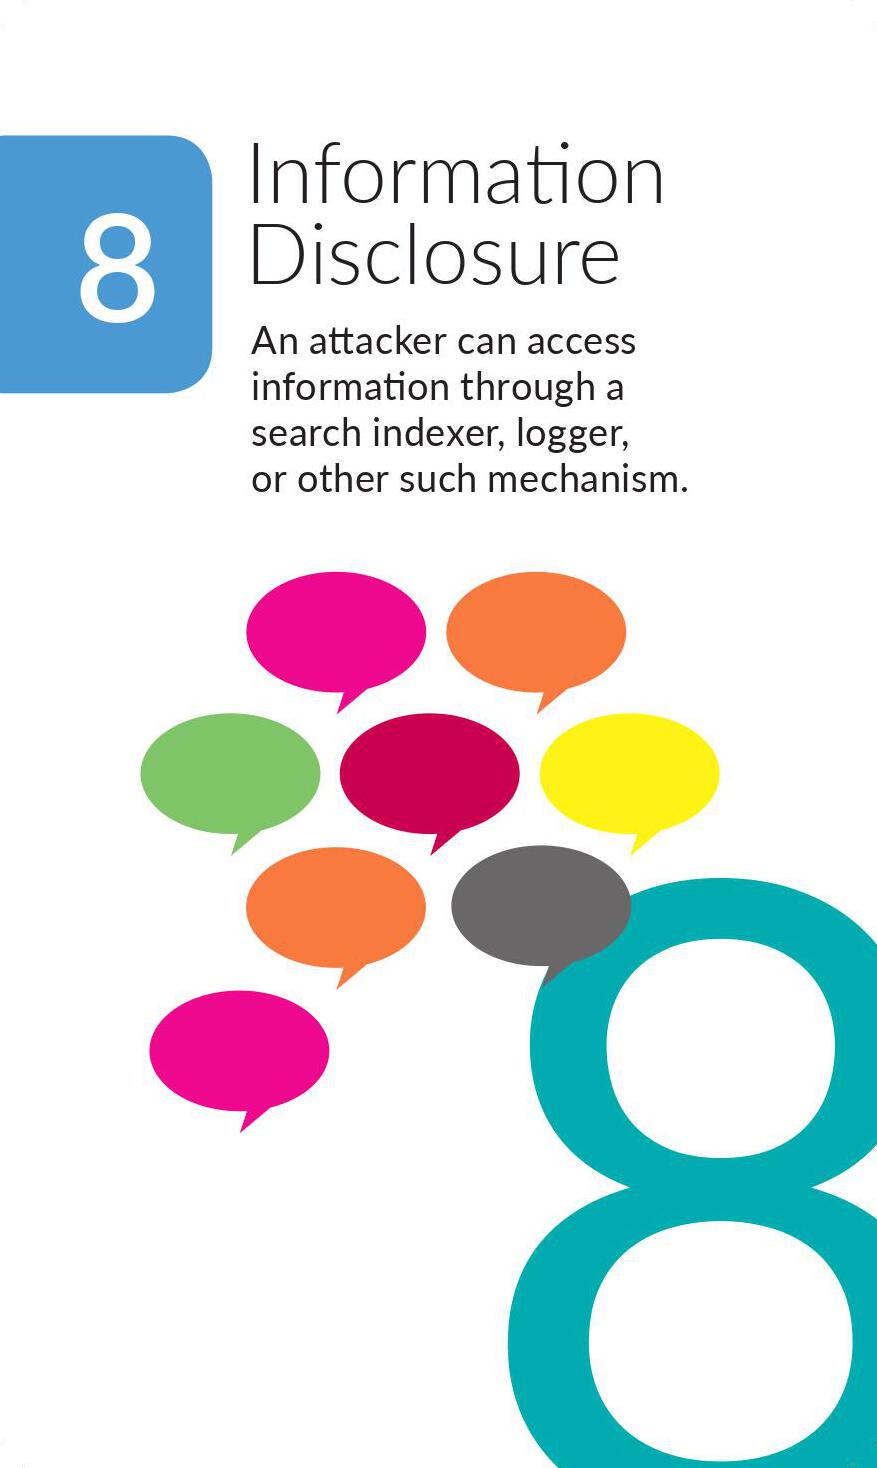 8
Information
Disclosure
An attacker can access
information through a
search indexer, logger,
or other such mechanism.
8